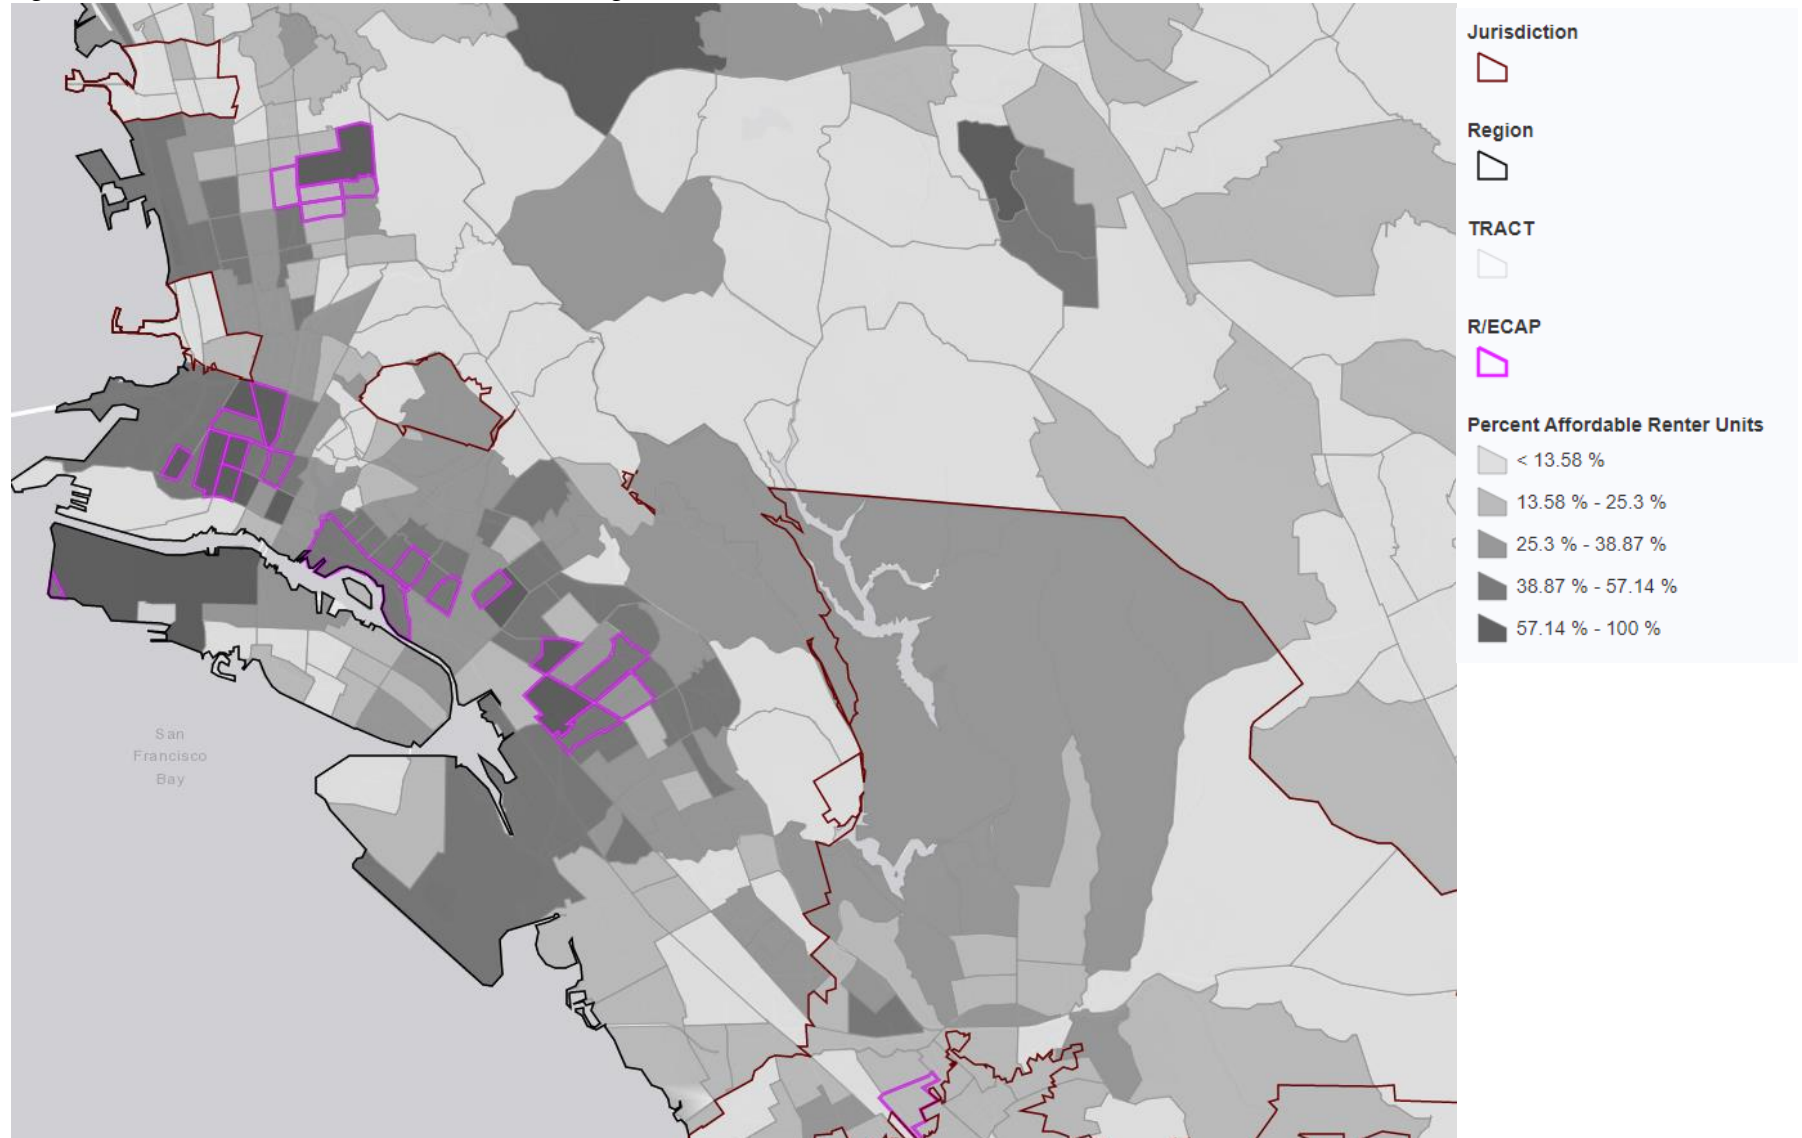 San
Francisco
Bay
Jurisdiction
Region
TRACT
R/ECAP
Percent Affordable Renter Units
< 13.58 %
13.58 % - 25.3 %
25.3 % - 38.87 %
38.87 % - 57.14 %
57.14 % - 100 %